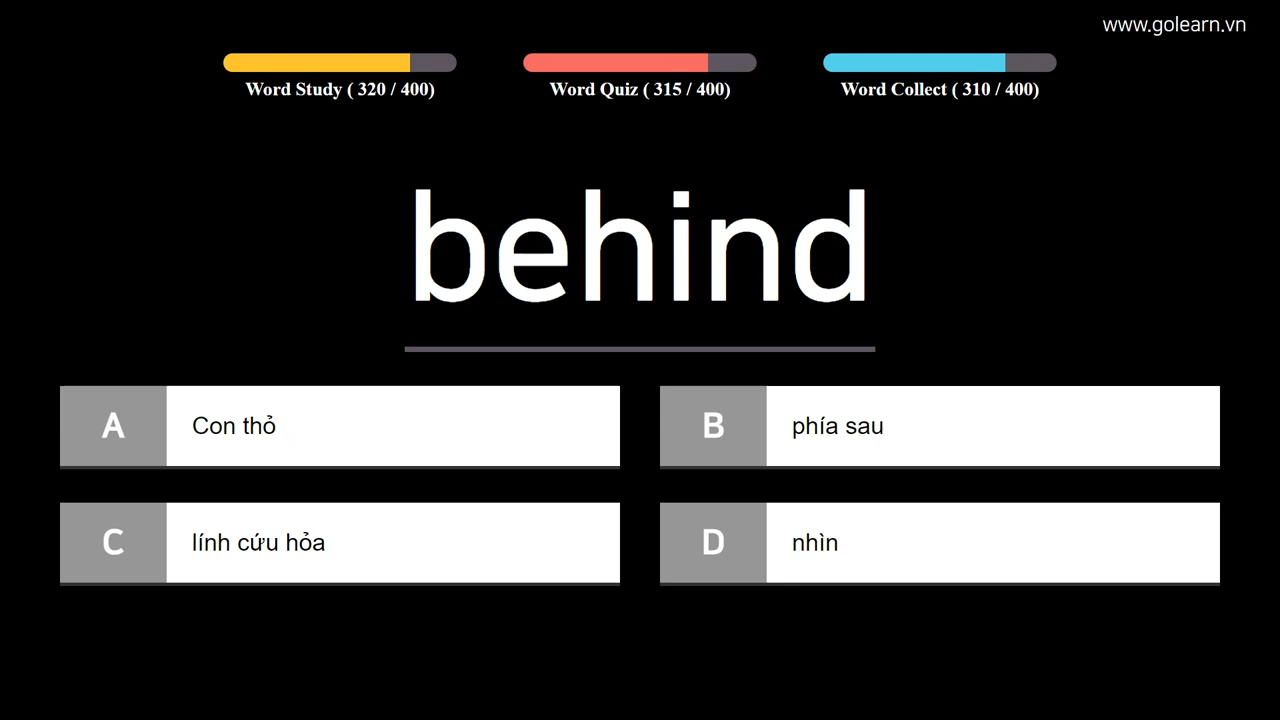 www.golearn.vn
Word Study ( 320 / 400)
Word Quiz ( 315 / 400)
Word Collect ( 310 / 400)
behind
A Con thỏ
B phía sau
C lính cứu hỏa
D nhìn